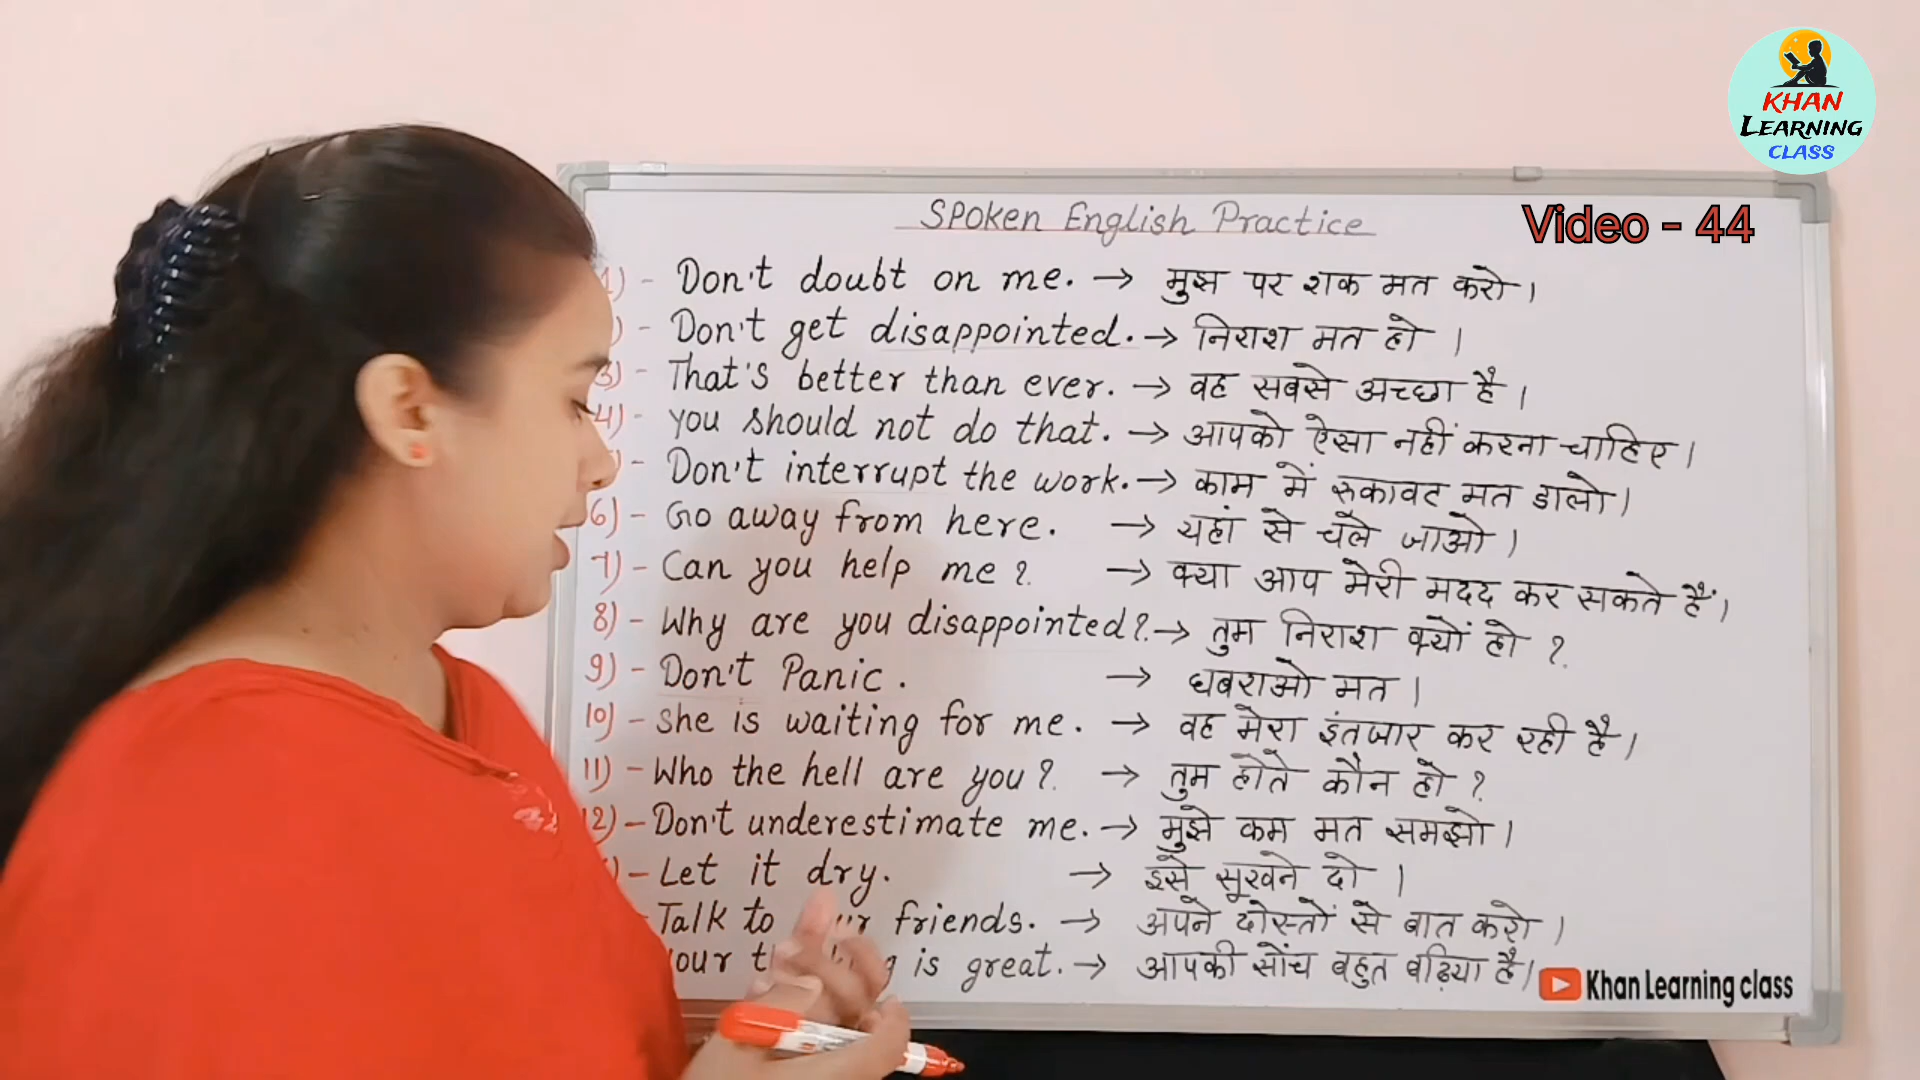 KHAN
LEARNING
CLASS
SPOKEN English Practice
Video - 44
1) - Don't doubt on me. → मुझ पर शक मत करो।
) - Don't get disappointed. → निराश मत हो ।
3) - That's better than ever. → वह सबसे अच्छा है ।
4) - You should not do that. → आपको ऐसा नहीं करना चाहिए।
- Don't interrupt the work. → काम में रुकावट मत डालो।
6) - Go away from here. → यहां से चले जाओ।
7) - Can you help me? → क्या आप मेरी मदद कर सकते हैं।
8) - Why are you disappointed? → तुम निराश क्यों हो ?
9) - Don't Panic. → घबराओ मत।
10) - She is waiting for me. → वह मेरा इंतजार कर रही है।
11) - Who the hell are you? → तुम होते कौन हो ?
12) - Don't underestimate me. → मुझे कम मत समझो।
) - Let it dry. → इसे सूखने दो ।
- Talk to friends. → अपने दोस्तों से बात करो।
your is great. → आपकी सोंच बहुत बढ़िया है।
Khan Learning class